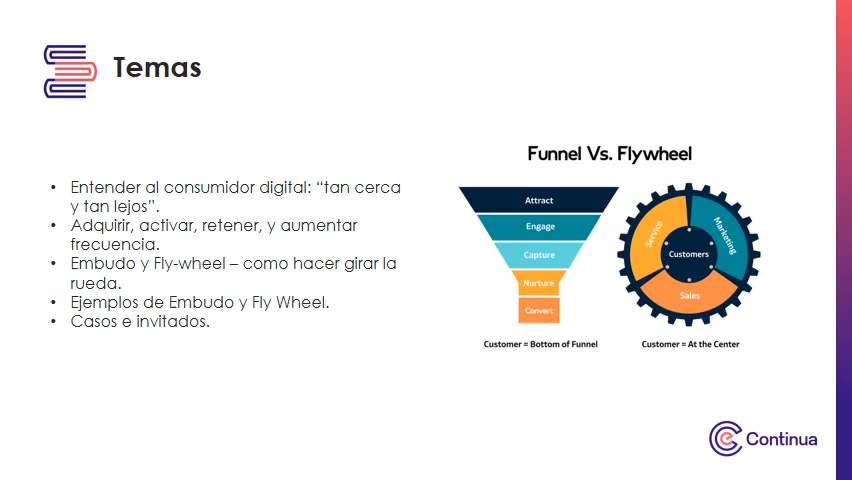 Temas
• Entender al consumidor digital: “tan cerca
y tan lejos”.
• Adquirir, activar, retener, y aumentar
frecuencia.
• Embudo y Fly-wheel – como hacer girar la
rueda.
• Ejemplos de Embudo y Fly Wheel.
• Casos e invitados.
Funnel Vs. Flywheel
Attract
Engage
Capture
Nurture
Convert
Customer = Bottom of Funnel
Service
Marketing
Customers
Sales
Customer = At the Center
Continua